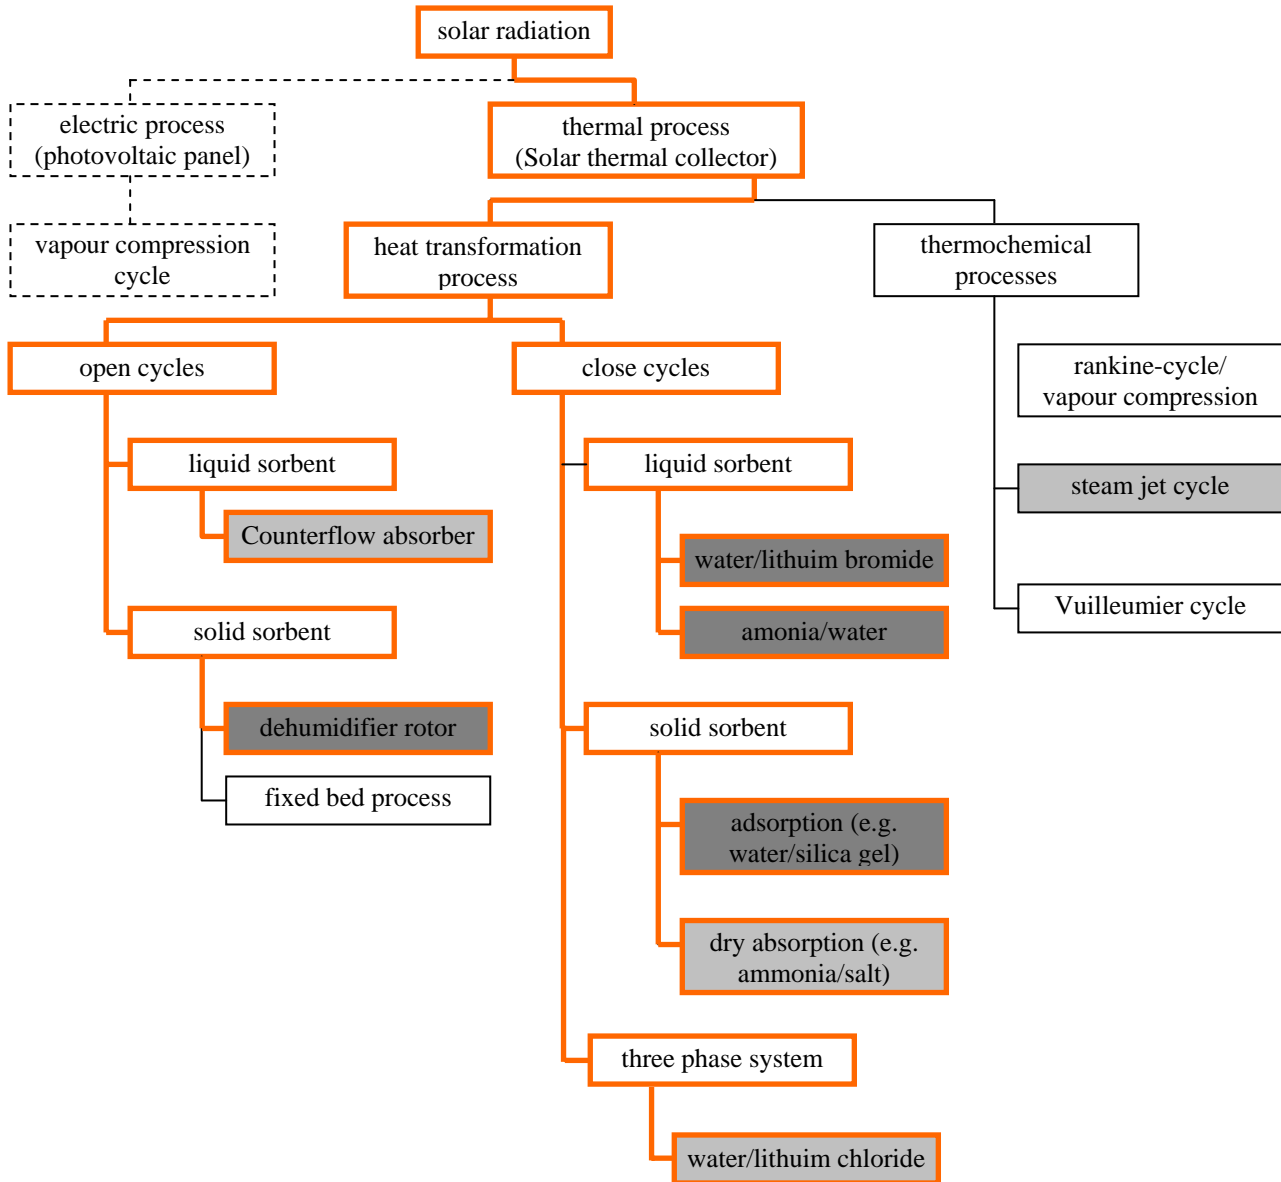 solar radiation
electric process
(photovoltaic panel)
thermal process
(Solar thermal collector)
vapour compression
cycle
heat transformation
process
thermochemical
processes
open cycles
close cycles
rankine-cycle/
vapour compression
liquid sorbent
liquid sorbent
steam jet cycle
Counterflow absorber
water/lithuim bromide
Vuilleumier cycle
solid sorbent
amonia/water
dehumidifier rotor
solid sorbent
fixed bed process
adsorption (e.g.
water/silica gel)
dry absorption (e.g.
ammonia/salt)
three phase system
water/lithuim chloride